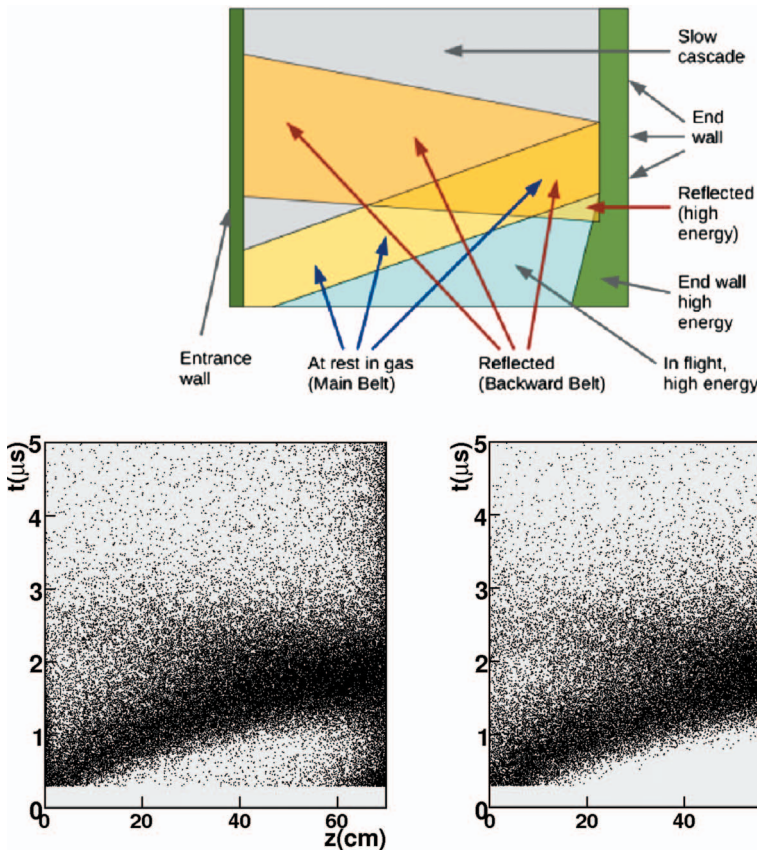 Slow
cascade
End
wall
Reflected
(high
energy)
End wall
high
energy
Entrance
wall
At rest in gas
(Main Belt)
Reflected
(Backward Belt)
In flight,
high energy
5
t(μs)
4
3
2
1
0
0
20
40
60
z(cm)
5
t(μs)
4
3
2
1
0
0
20
40